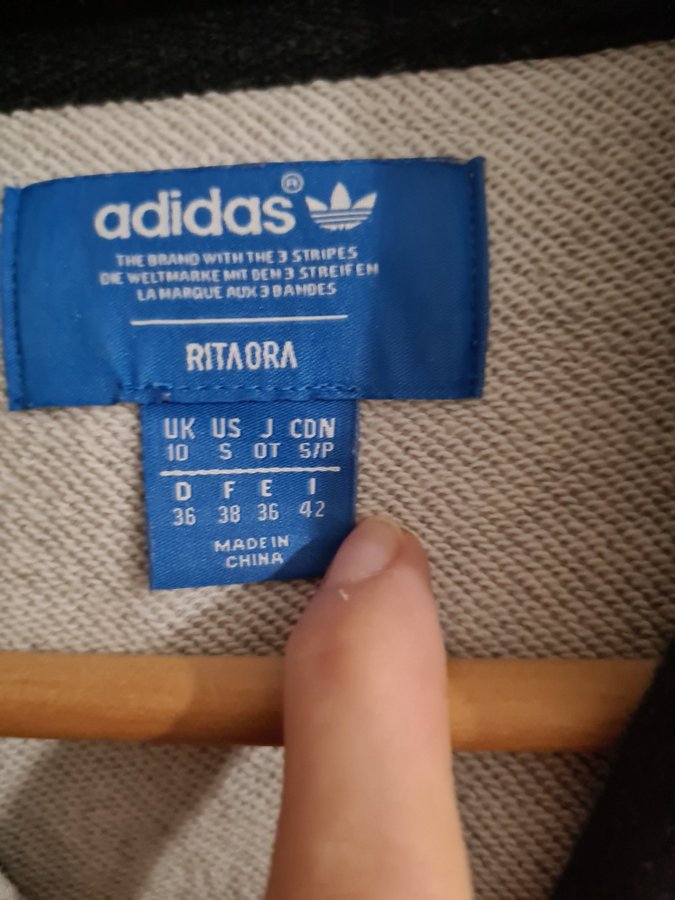 adidas®
THE BRAND WITH THE 3 STRIPES
DIE WELTMARKE MIT DEN 3 STREIFEN
LA MARQUE AUX 3 BANDES
RITAORA
UK US J CDN
10 S OT S/P
D F E I
36 38 36 42
MADE IN
CHINA